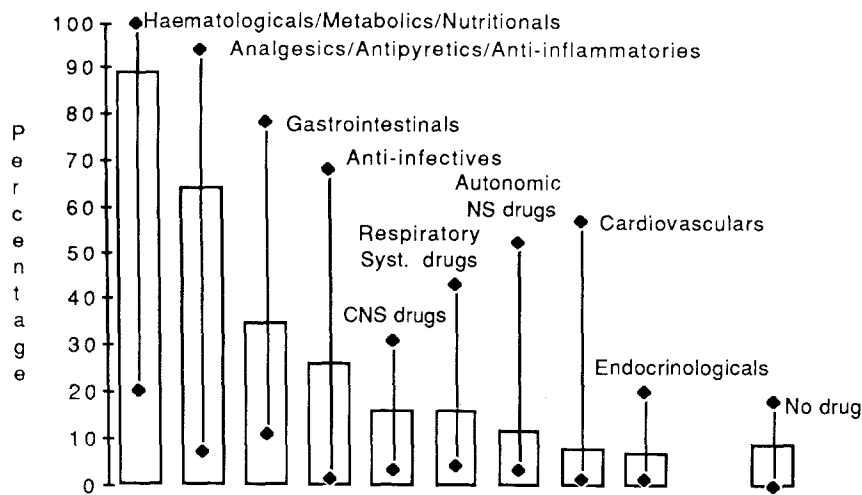 100
90
80
70
60
50
40
30
20
10
0
Percentage
Haematologicals/Metabolics/Nutritionals
Analgesics/Antipyretics/Anti-inflammatories
Gastrointestinals
Anti-infectives
Autonomic
NS drugs
Cardiovasculars
Respiratory
Syst. drugs
CNS drugs
Endocrinologicals
No drug